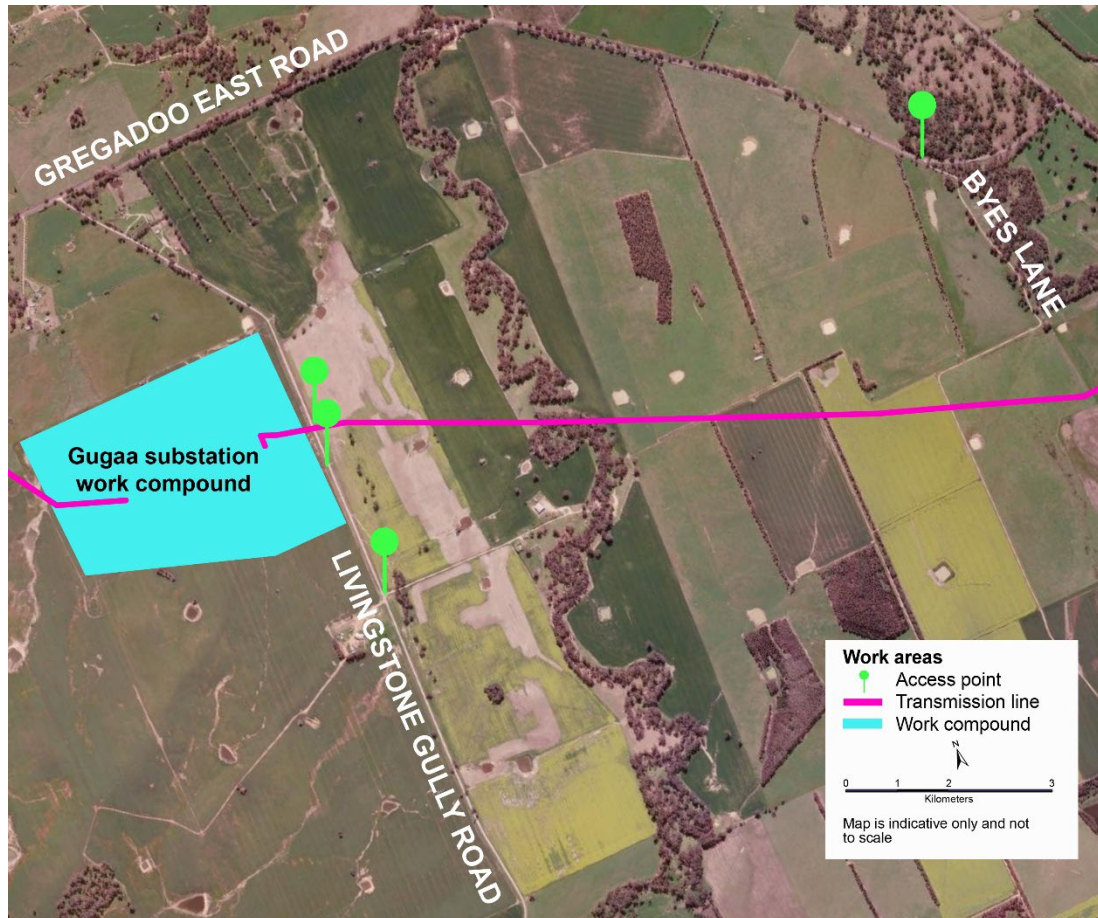 GREGADOO EAST ROAD
BYES LANE
Gugaa substation
work compound
LIVINGSTONE GULLY ROAD
Work areas
Access point
Transmission line
Work compound
N
0 1 2 3
Kilometers
Map is indicative only and not
to scale